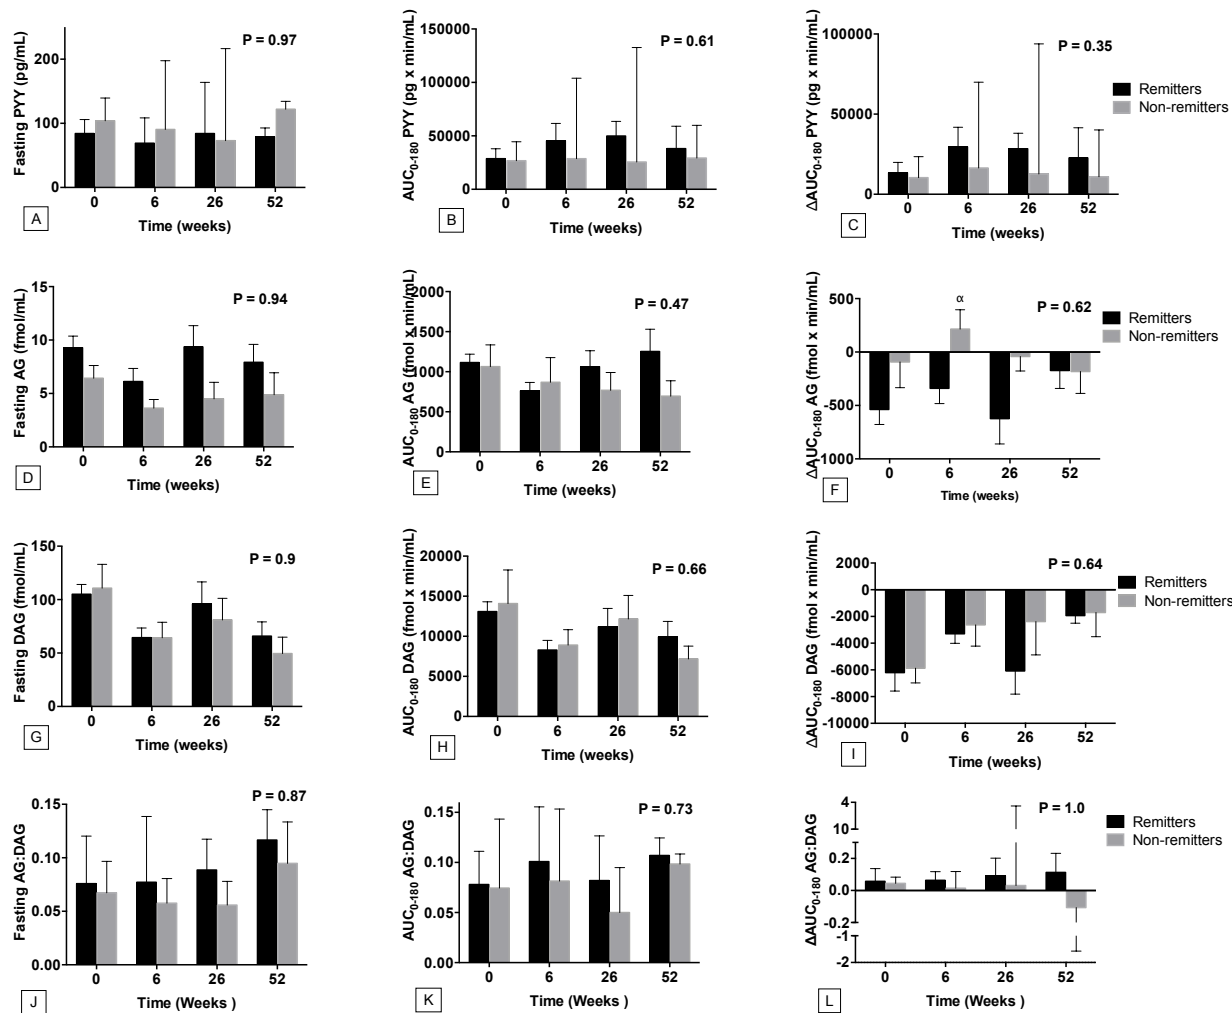 Fasting PYY (pg/mL)
200
100
0
P = 0.97
0 6 26 52
Time (weeks)
A
AUC0-180 PYY (pg x min/mL)
150000
100000
50000
0
P = 0.61
0 6 26 52
Time (weeks)
B
ΔAUC0-180 PYY (pg x min/mL)
100000
50000
0
P = 0.35
0 6 26 52
Time (weeks)
C
Remitters
Non-remitters
Fasting AG (fmol/mL)
15
10
5
0
P = 0.94
0 6 26 52
Time (weeks)
D
AUC0-180 AG (fmol x min/mL)
2000
1500
1000
500
0
P = 0.47
0 6 26 52
Time (weeks)
E
ΔAUC0-180 AG (fmol x min/mL)
500
0
-500
1000
α
P = 0.62
0 6 26 52
Time (weeks)
F
Remitters
Non-remitters
Fasting DAG (fmol/mL)
150
100
50
0
P = 0.9
0 6 26 52
Time (weeks)
G
AUC0-180 DAG (fmol x min/mL)
20000
15000
10000
5000
0
P = 0.66
0 6 26 52
Time (weeks)
H
ΔAUC0-180 DAG (fmol x min/mL)
2000
0
-2000
-4000
-6000
-8000
-10000
P = 0.64
0 6 26 52
Time (weeks)
I
Remitters
Non-remitters
Fasting AG:DAG
0.15
0.10
0.05
0.00
P = 0.87
0 6 26 52
Time (Weeks )
J
AUC0-180 AG:DAG
0.15
0.10
0.05
0.00
P = 0.73
0 6 26 52
Time (Weeks )
K
ΔAUC0-180 AG:DAG
4
10
0.2
0.0
-0.2
-1
-2
P = 1.0
0 6 26 52
Time (Weeks )
L
Remitters
Non-remitters